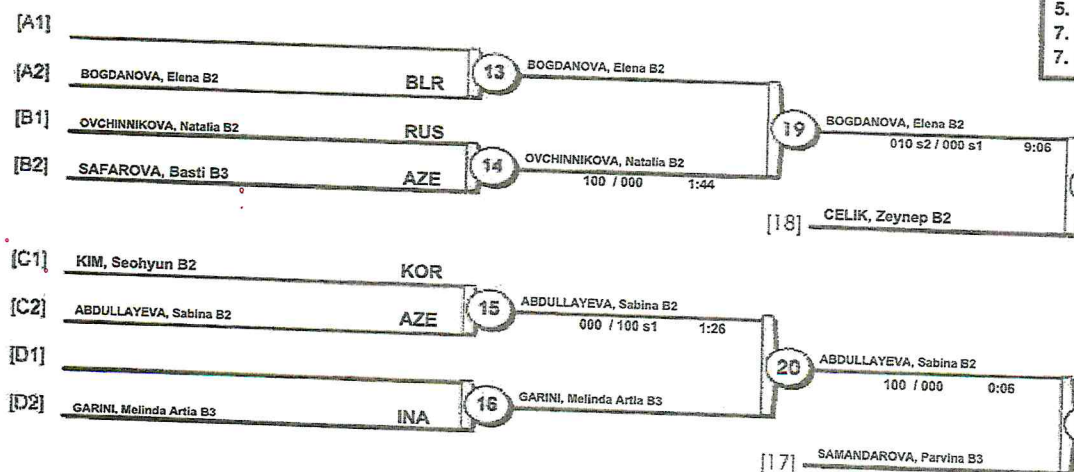 5.
7.
7.
[A1]
[A2] BOGDANOVA, Elena B2 BLR
13 BOGDANOVA, Elena B2
[B1] OVCHINNIKOVA, Natalia B2 RUS
[B2] SAFAROVA, Basti B3 AZE
14 OVCHINNIKOVA, Natalia B2
100 / 000 1:44
19 BOGDANOVA, Elena B2
010 s2 / 000 s1 9:06
[18] CELIK, Zeynep B2
[C1] KIM, Seohyun B2 KOR
[C2] ABDULLAYEVA, Sabina B2 AZE
15 ABDULLAYEVA, Sabina B2
000 / 100 s1 1:26
[D1]
[D2] GARINI, Melinda Artia B3 INA
16 GARINI, Melinda Artia B3
20 ABDULLAYEVA, Sabina B2
100 / 000 0:06
[17] SAMANDAROVA, Parvina B3